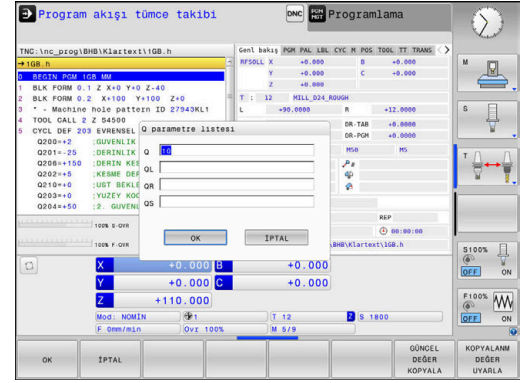 Program akışı tümce takibi
DNC
PGM MGT
Programlama
TNC:\nc_prog\BHB\Klartext\1GB.h
→1GB.h
0 BEGIN PGM 1GB MM
1 BLK FORM 0.1 Z X+0 Y+0 Z-40
2 BLK FORM 0.2 X+100 Y+100 Z+0
3 * - Machine hole pattern ID 27943KL1
4 TOOL CALL 2 Z S4500
5 CYCL DEF 203 EVRENSEL
Q200=+2 ;GUVENLIK
Q201=-25 ;DERINLIK
Q206=+150 ;DERIN KES
Q202=+5 ;KESME DER
Q210=+0 ;UST BEKLE
Q203=+0 ;YUZEY KOO
Q204=+50 ;2. GUVENL
100% S-OVR
100% F-OVR
Genl bakış PGM PAL LBL CYC M POS TOOL TT TRANS
RFSOLL X +0.000 B +0.000
Y +0.000 C +0.000
Z +0.000
T : 12 MILL_D24_ROUGH
L +90.0000 R +12.0000
DR-TAB +0.0000
DR-PGM +0.0000
M50 M5
REP
00:00:00
\BHB\Klartext\1GB.h
Q parametre listesi
Q 10
QL
QR
QS
OK
İPTAL
X +0.000 B +0.000
Y +0.000 C +0.000
Z +110.000
Mod: NOMİN 1 T 12 Z S 1800
F 0mm/min Ovr 100% M 5/9
M
S
T
S100%
OFF ON
F100%
OFF ON
OK
İPTAL
GÜNCEL DEĞER KOPYALA
KOPYALANM DEĞER UYARLA